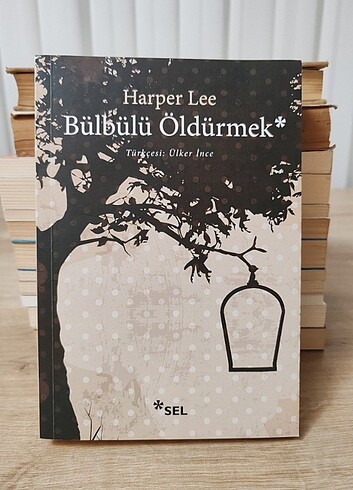 Harper Lee
Bülbülü Öldürmek*
Türkçesi: Ülker İnce
*SEL